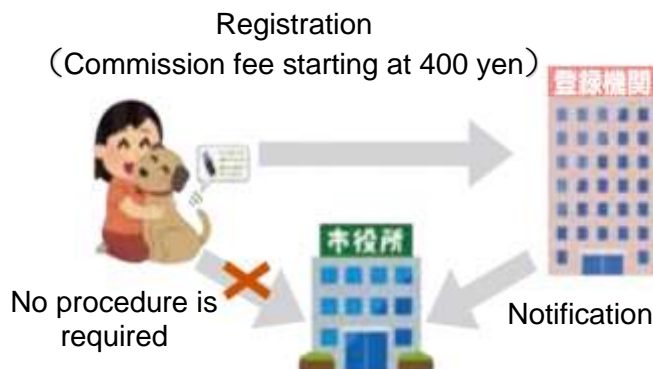 Registration
（Commission fee starting at 400 yen）
登録機関
市役所
No procedure is
required
Notification